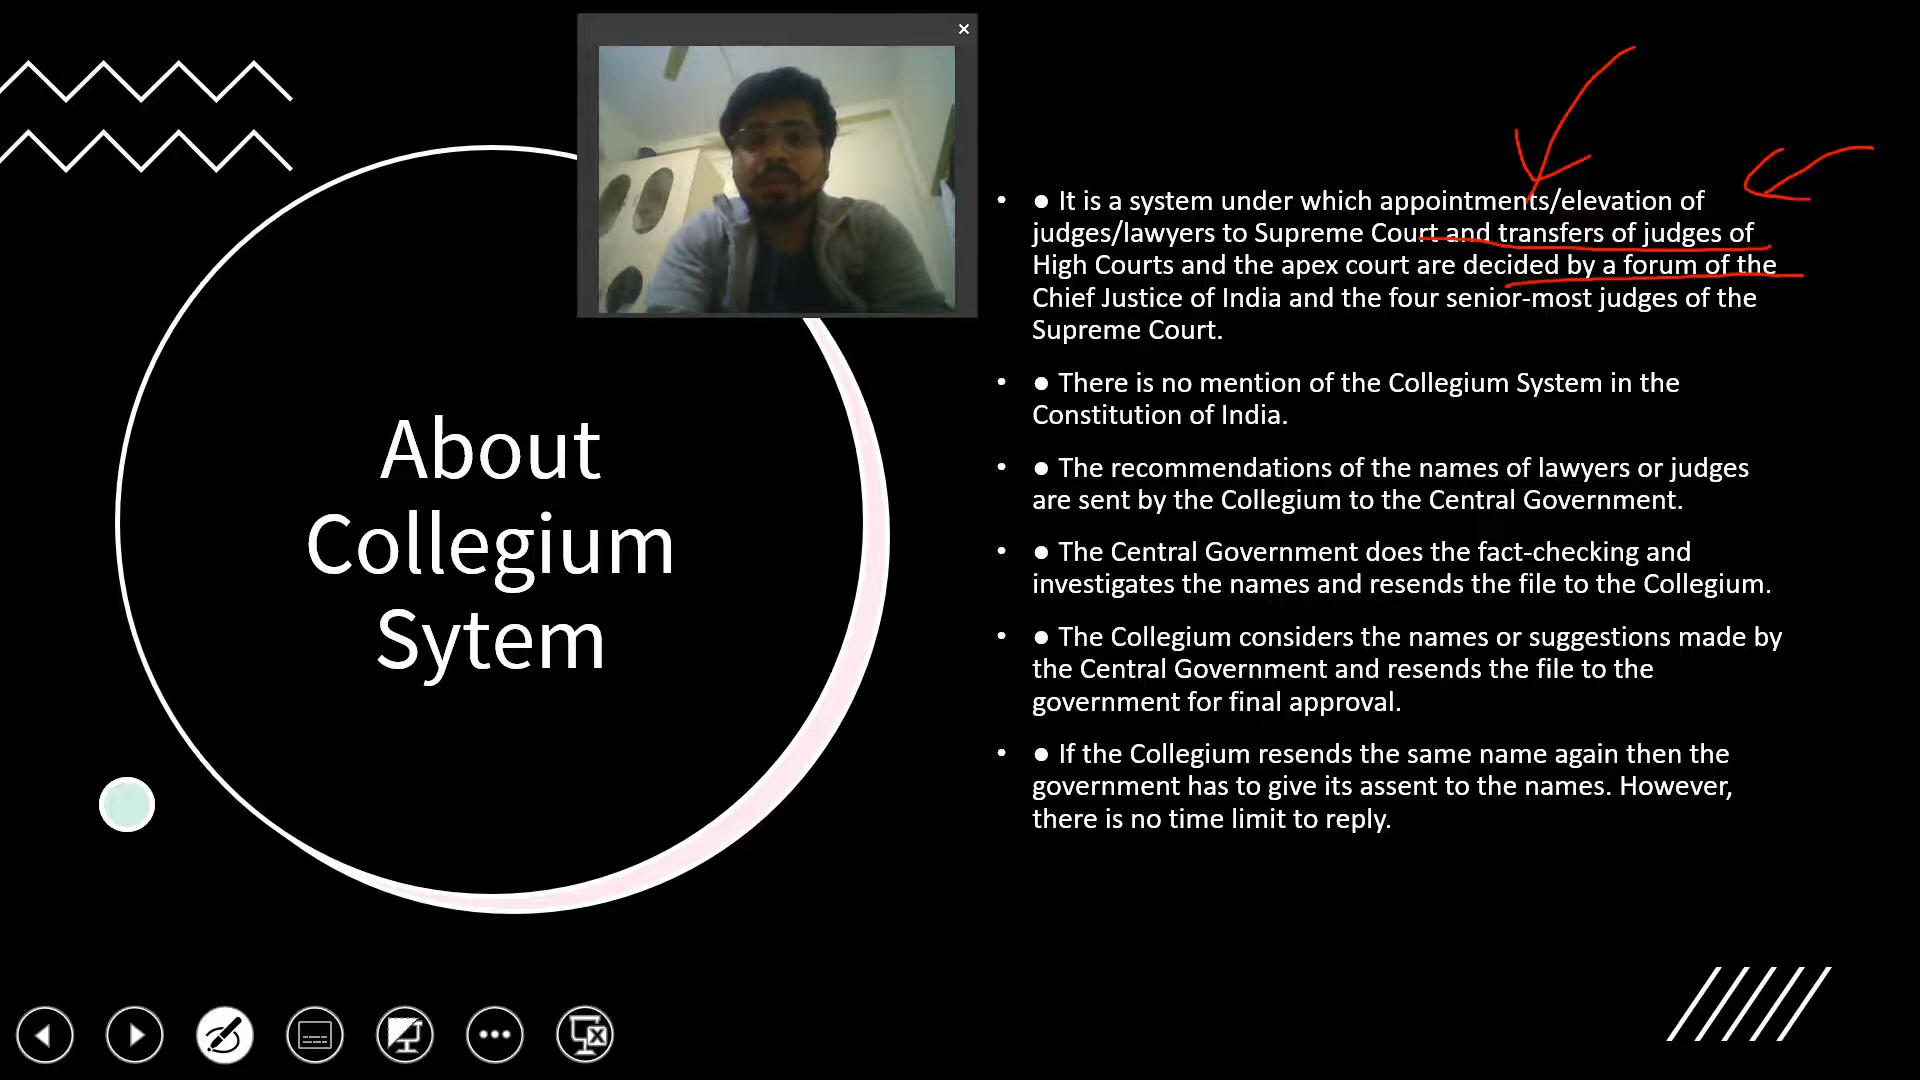 About
Collegium
Sytem
• ● It is a system under which appointments/elevation of
judges/lawyers to Supreme Court and transfers of judges of
High Courts and the apex court are decided by a forum of the
Chief Justice of India and the four senior-most judges of the
Supreme Court.
• ● There is no mention of the Collegium System in the
Constitution of India.
• ● The recommendations of the names of lawyers or judges
are sent by the Collegium to the Central Government.
• ● The Central Government does the fact-checking and
investigates the names and resends the file to the Collegium.
• ● The Collegium considers the names or suggestions made by
the Central Government and resends the file to the
government for final approval.
• ● If the Collegium resends the same name again then the
government has to give its assent to the names. However,
there is no time limit to reply.